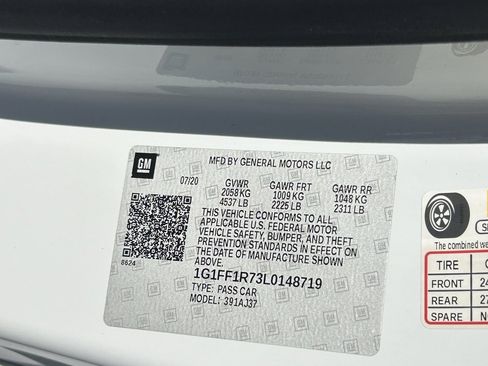 GM
MFD BY GENERAL MOTORS LLC
07/20
GVWR GAWR FRT GAWR RR
2058 KG 1009 KG 1048 KG
4537 LB 2225 LB 2311 LB
THIS VEHICLE CONFORMS TO ALL
APPLICABLE U.S. FEDERAL MOTOR
VEHICLE SAFETY, BUMPER, AND THEFT
PREVENTION STANDARDS IN EFFECT ON
THE DATE OF MANUFACTURE SHOWN
ABOVE.
8624
1G1FF1R73L0148719
TYPE: PASS CAR
MODEL: 391AJ37
The combined we
TIRE
FRONT 24
REAR 27
SPARE